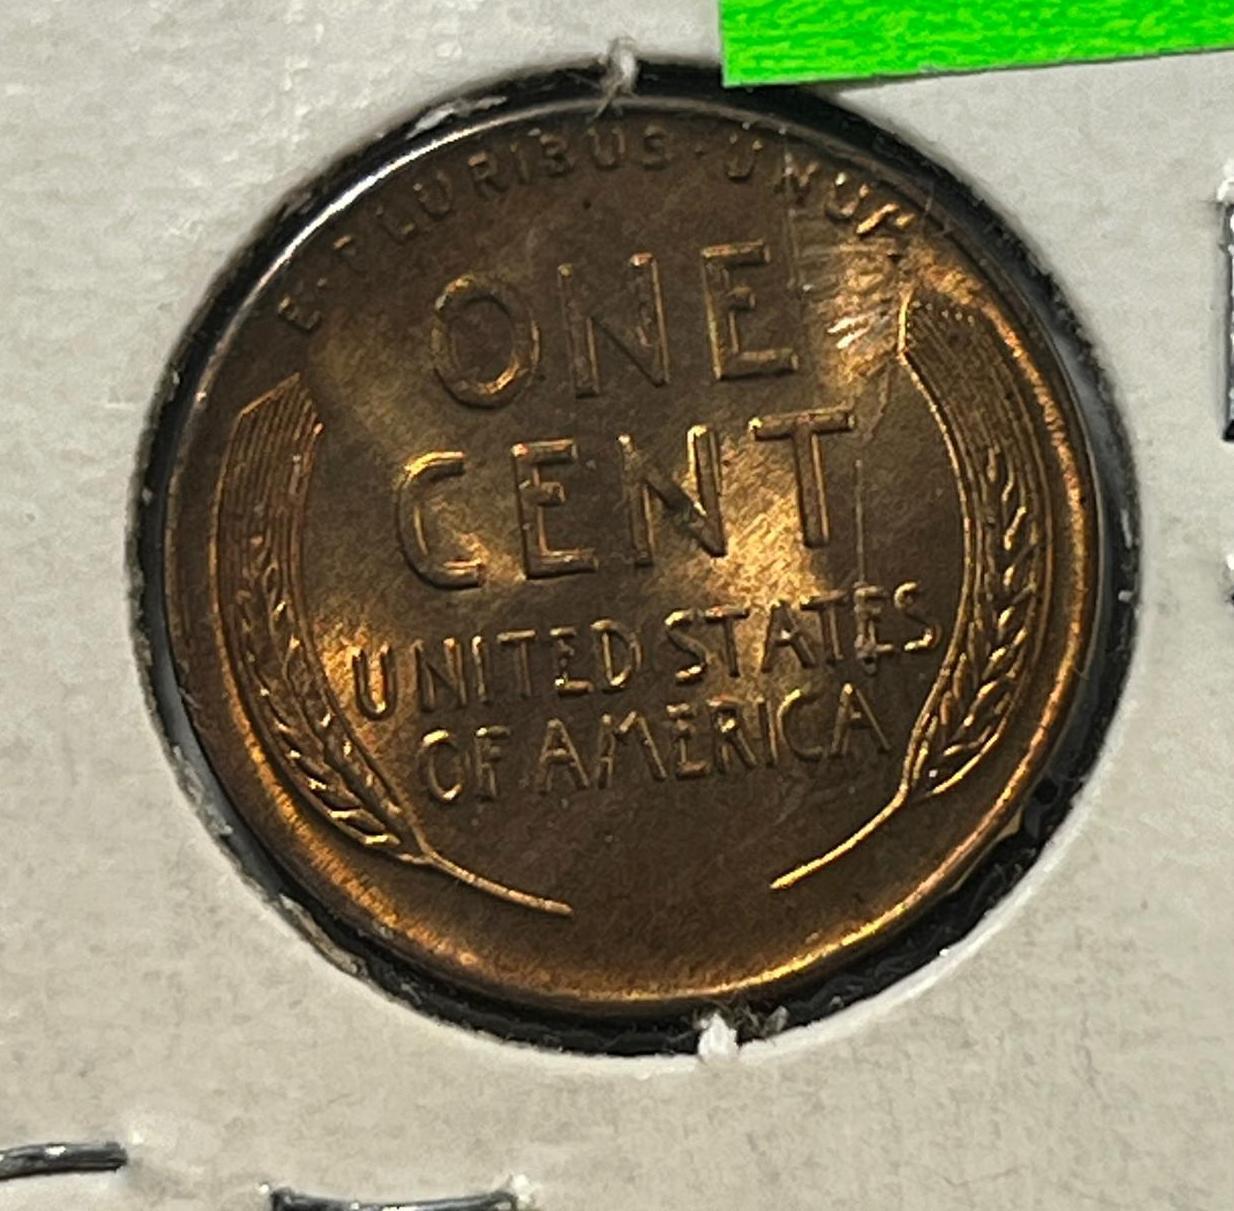 E·PLURIBUS·UNUM
ONE
CENT
UNITED STATES
OF AMERICA